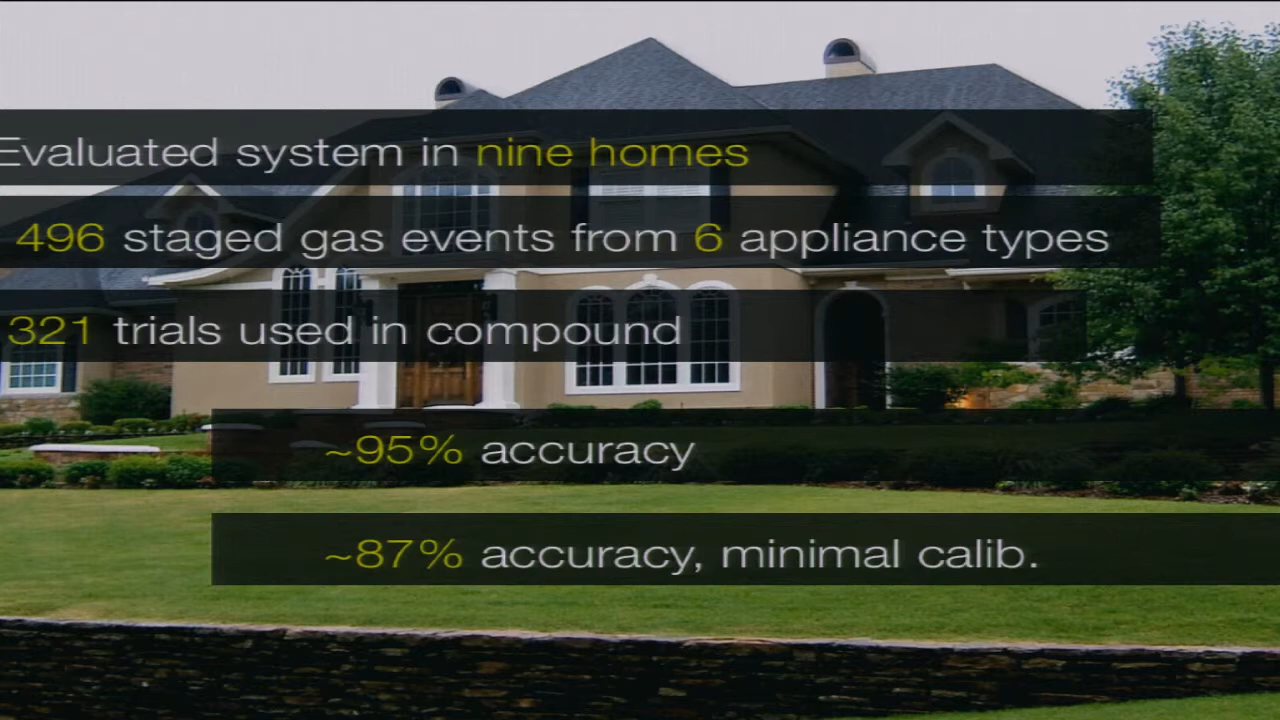 Evaluated system in nine homes
496 staged gas events from 6 appliance types
321 trials used in compound
~95% accuracy
~87% accuracy, minimal calib.